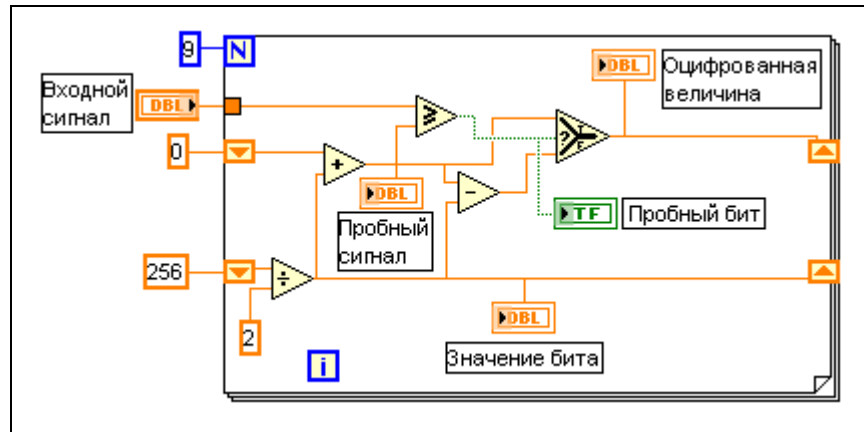 9
N
DBL
Оцифрованная
величина
Входной
сигнал
DBL
≥
?
T
F
0
+
DBL
-
TF
Пробный бит
Пробный
сигнал
256
÷
2
DBL
i
Значение бита